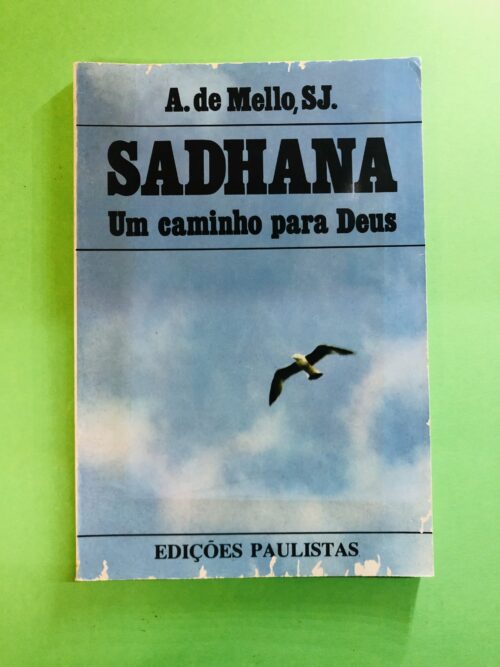 A. de Mello, SJ.
SADHANA
Um caminho para Deus
EDIÇÕES PAULISTAS